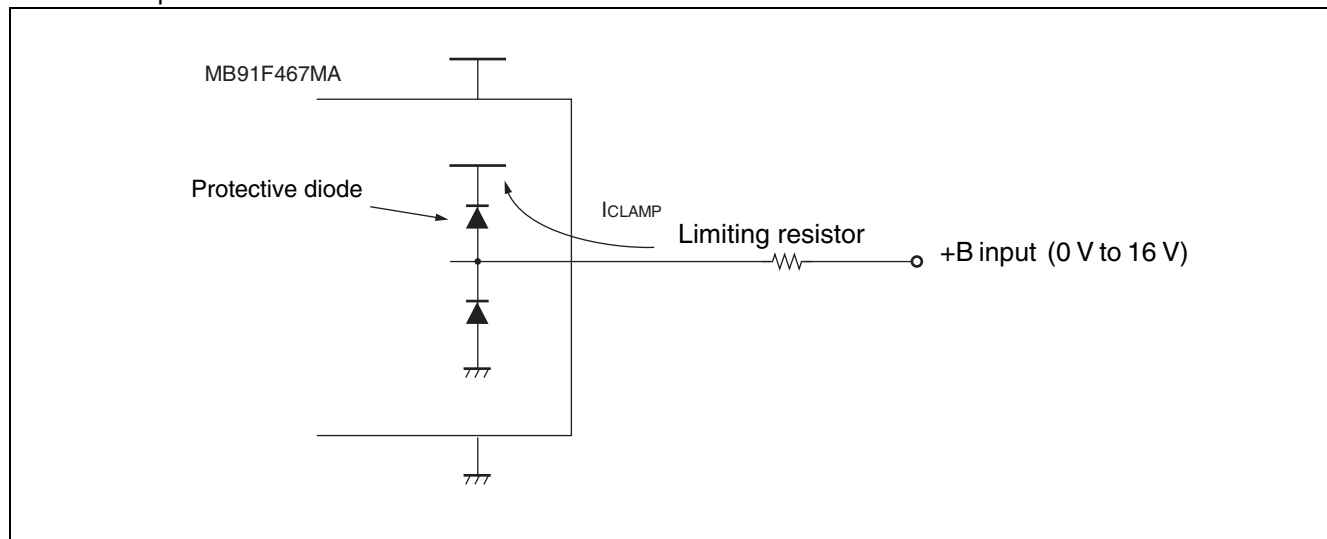 MB91F467MA
Protective diode
ICLAMP
Limiting resistor
+B input (0 V to 16 V)